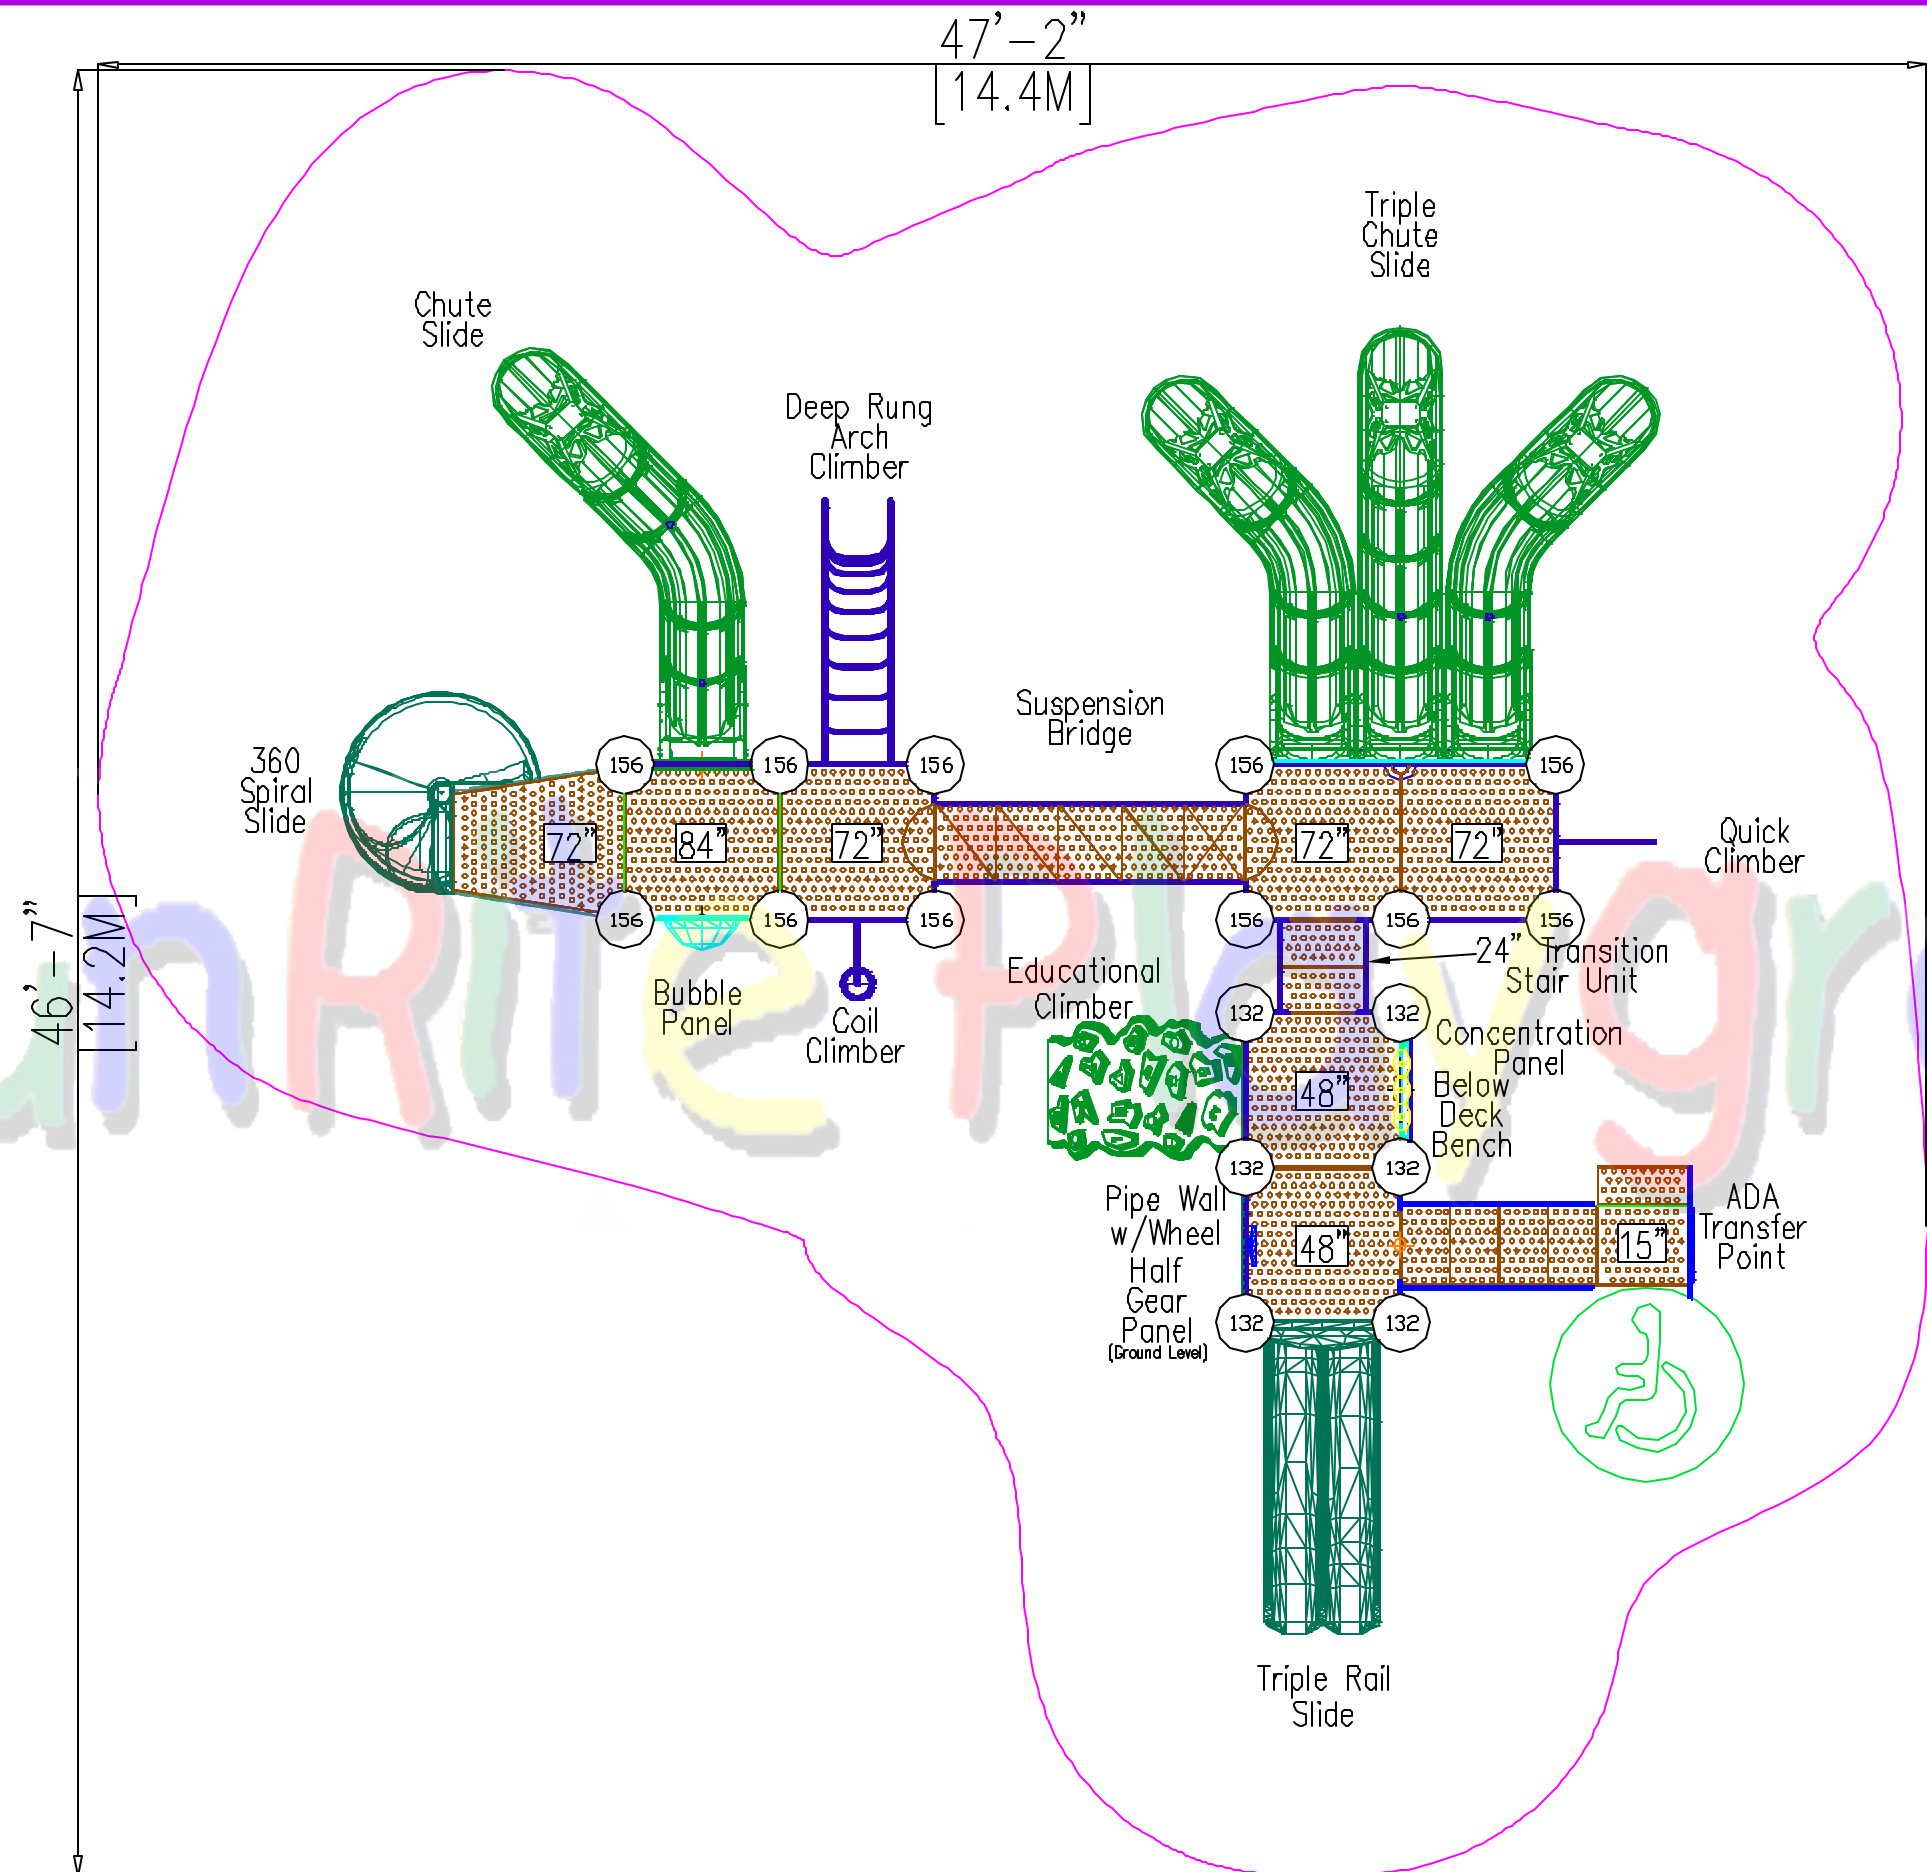 47'-2"
[14.4M]
Triple
Chute
Slide
Chute
Slide
Deep Rung
Arch
Climber
Suspension
Bridge
360
Spiral
Slide
156
156
156
156
156
72"
84"
72"
72"
72"
Quick
Climber
156
156
156
156
156
156
46'-7"
[14.2M]
24" Transition
Stair Unit
Educational
Climber
Bubble
Panel
Coil
Climber
132
132
Concentration
Panel
48"
Below
Deck
Bench
132
132
Pipe Wall
w/Wheel
Half
Gear
Panel
(Ground Level)
48"
15"
ADA
Transfer
Point
132
132
Triple Rail
Slide
unRite Playgr